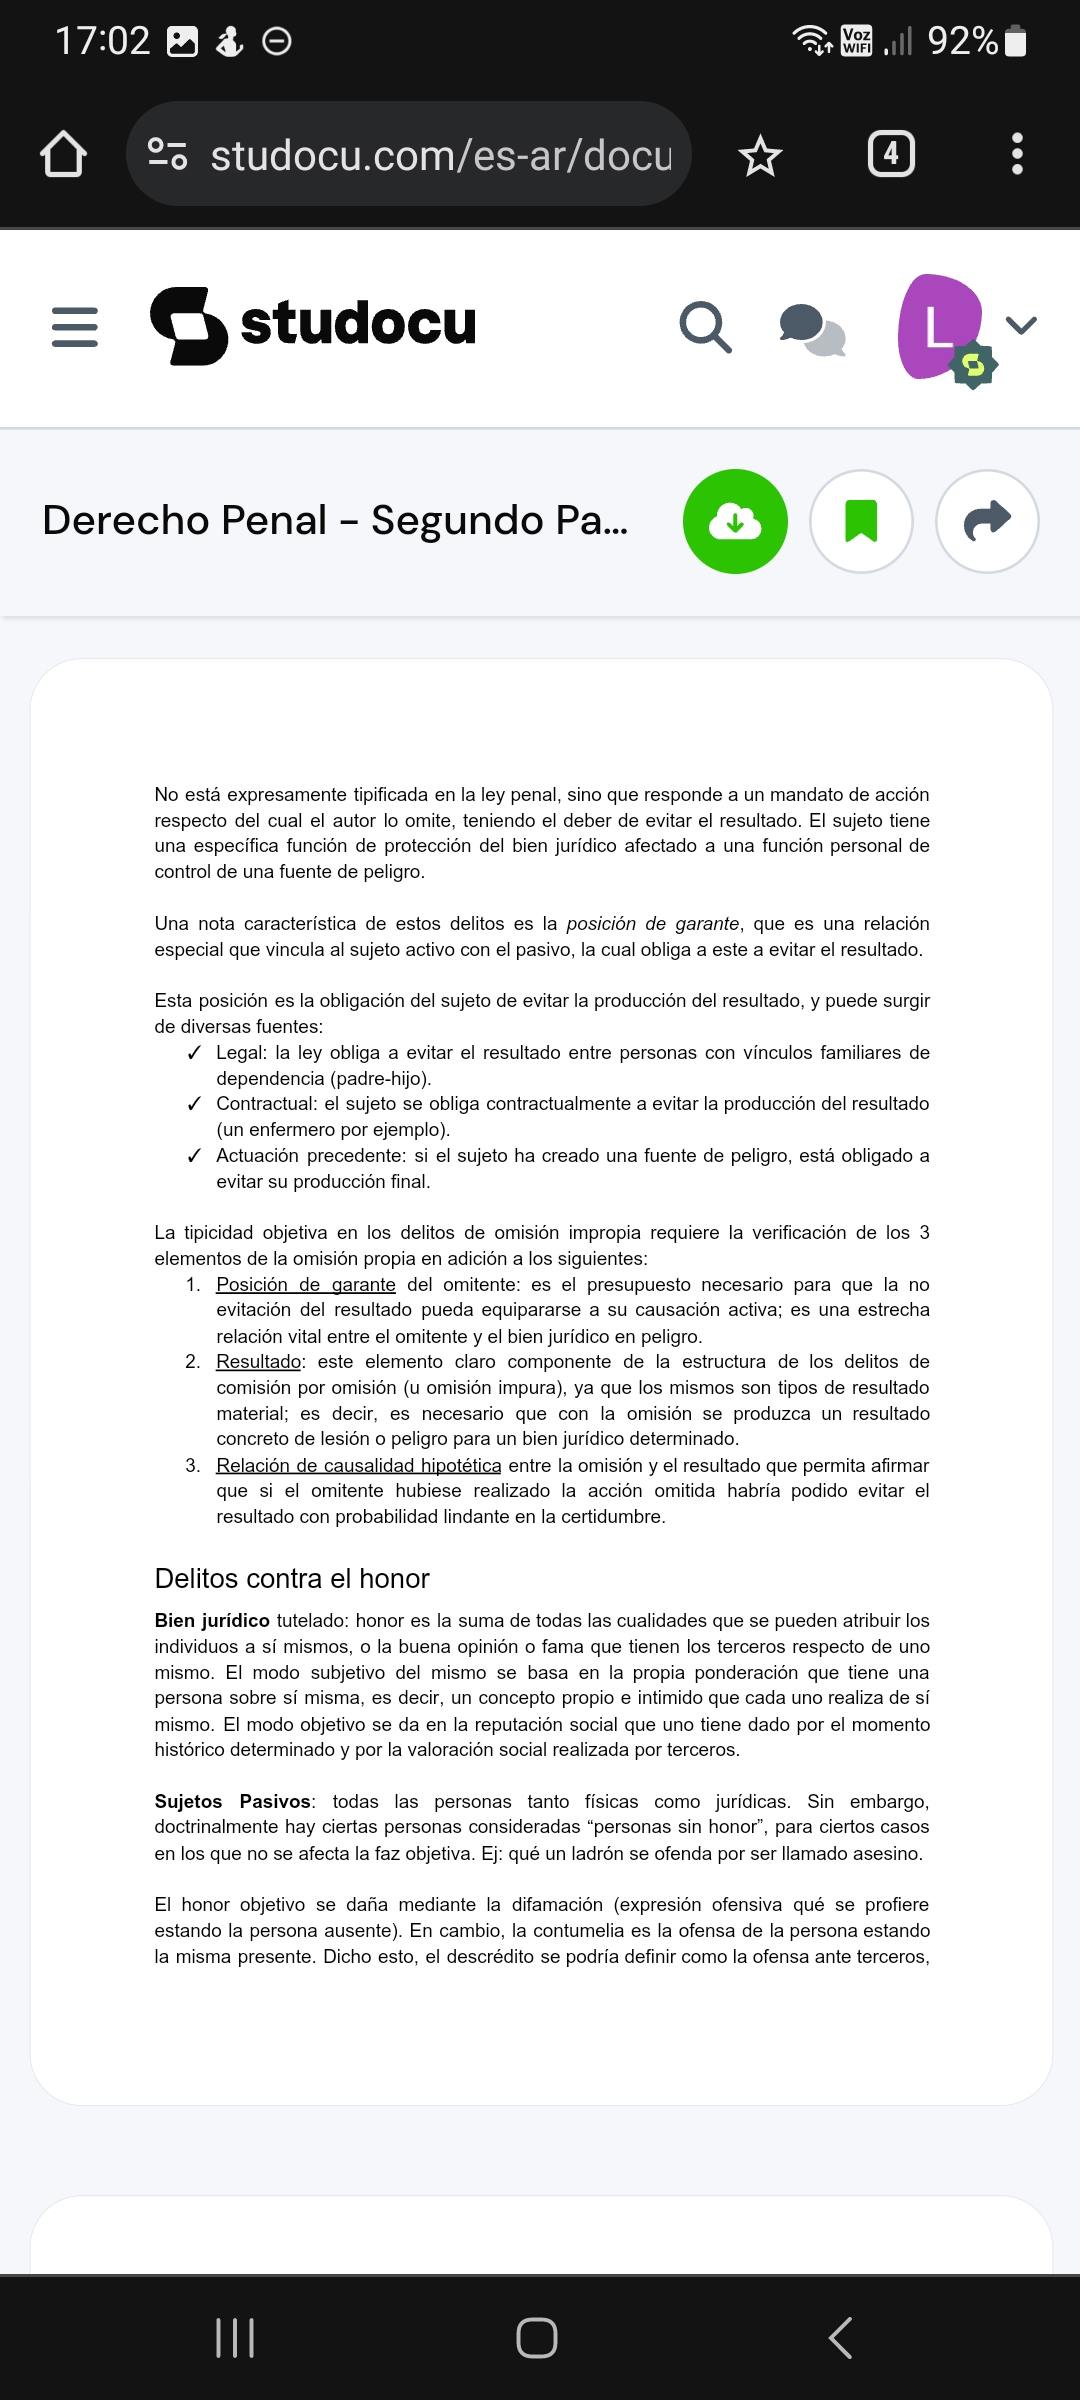 17:02
Voz WIFI
92%
studocu.com/es-ar/docu
4
studocu
L
Derecho Penal - Segundo Pa...
No está expresamente tipificada en la ley penal, sino que responde a un mandato de acción
respecto del cual el autor lo omite, teniendo el deber de evitar el resultado. El sujeto tiene
una específica función de protección del bien jurídico afectado a una función personal de
control de una fuente de peligro.
Una nota característica de estos delitos es la posición de garante, que es una relación
especial que vincula al sujeto activo con el pasivo, la cual obliga a este a evitar el resultado.
Esta posición es la obligación del sujeto de evitar la producción del resultado, y puede surgir
de diversas fuentes:
✓ Legal: la ley obliga a evitar el resultado entre personas con vínculos familiares de
dependencia (padre-hijo).
✓ Contractual: el sujeto se obliga contractualmente a evitar la producción del resultado
(un enfermero por ejemplo).
✓ Actuación precedente: si el sujeto ha creado una fuente de peligro, está obligado a
evitar su producción final.
La tipicidad objetiva en los delitos de omisión impropia requiere la verificación de los 3
elementos de la omisión propia en adición a los siguientes:
1. Posición de garante del omitente: es el presupuesto necesario para que la no
evitación del resultado pueda equipararse a su causación activa; es una estrecha
relación vital entre el omitente y el bien jurídico en peligro.
2. Resultado: este elemento claro componente de la estructura de los delitos de
comisión por omisión (u omisión impura), ya que los mismos son tipos de resultado
material; es decir, es necesario que con la omisión se produzca un resultado
concreto de lesión o peligro para un bien jurídico determinado.
3. Relación de causalidad hipotética entre la omisión y el resultado que permita afirmar
que si el omitente hubiese realizado la acción omitida habría podido evitar el
resultado con probabilidad lindante en la certidumbre.
Delitos contra el honor
Bien jurídico tutelado: honor es la suma de todas las cualidades que se pueden atribuir los
individuos a sí mismos, o la buena opinión o fama que tienen los terceros respecto de uno
mismo. El modo subjetivo del mismo se basa en la propia ponderación que tiene una
persona sobre sí misma, es decir, un concepto propio e intimido que cada uno realiza de sí
mismo. El modo objetivo se da en la reputación social que uno tiene dado por el momento
histórico determinado y por la valoración social realizada por terceros.
Sujetos Pasivos: todas las personas tanto físicas como jurídicas. Sin embargo,
doctrinalmente hay ciertas personas consideradas “personas sin honor”, para ciertos casos
en los que no se afecta la faz objetiva. Ej: qué un ladrón se ofenda por ser llamado asesino.
El honor objetivo se daña mediante la difamación (expresión ofensiva qué se profiere
estando la persona ausente). En cambio, la contumelia es la ofensa de la persona estando
la misma presente. Dicho esto, el descrédito se podría definir como la ofensa ante terceros,